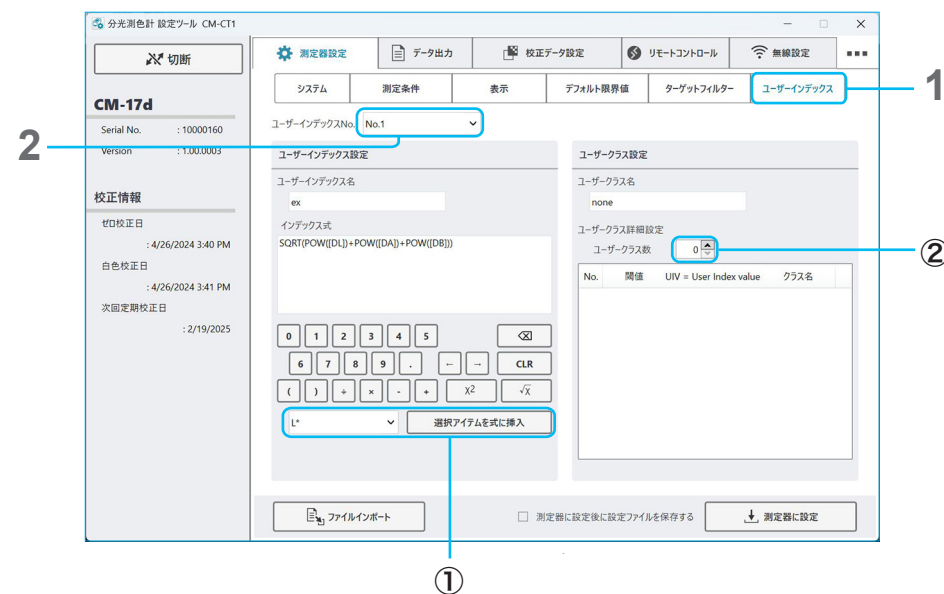 分光測色計 設定ツール CM-CT1
切断
測定器設定
データ出力
校正データ設定
リモートコントロール
無線設定
システム
測定条件
表示
デフォルト限界値
ターゲットフィルター
ユーザーインデックス
1
CM-17d
Serial No. : 10000160
Version : 1.00.0003
校正情報
ゼロ校正日
: 4/26/2024 3:40 PM
白色校正日
: 4/26/2024 3:41 PM
次回定期校正日
: 2/19/2025
2
ユーザーインデックスNo. No.1
ユーザーインデックス設定
ユーザーインデックス名
ex
インデックス式
SQRT(POW([DL])+POW([DA])+POW([DB]))
0 1 2 3 4 5 ⌫
6 7 8 9 . ← → CLR
( ) ÷ × - + X2 √X
L* 選択アイテムを式に挿入
①
ユーザークラス設定
ユーザークラス名
none
ユーザークラス詳細設定
ユーザークラス数 0
②
No. 閾値 UIV = User Index value クラス名
ファイルインポート
測定器に設定後に設定ファイルを保存する
測定器に設定